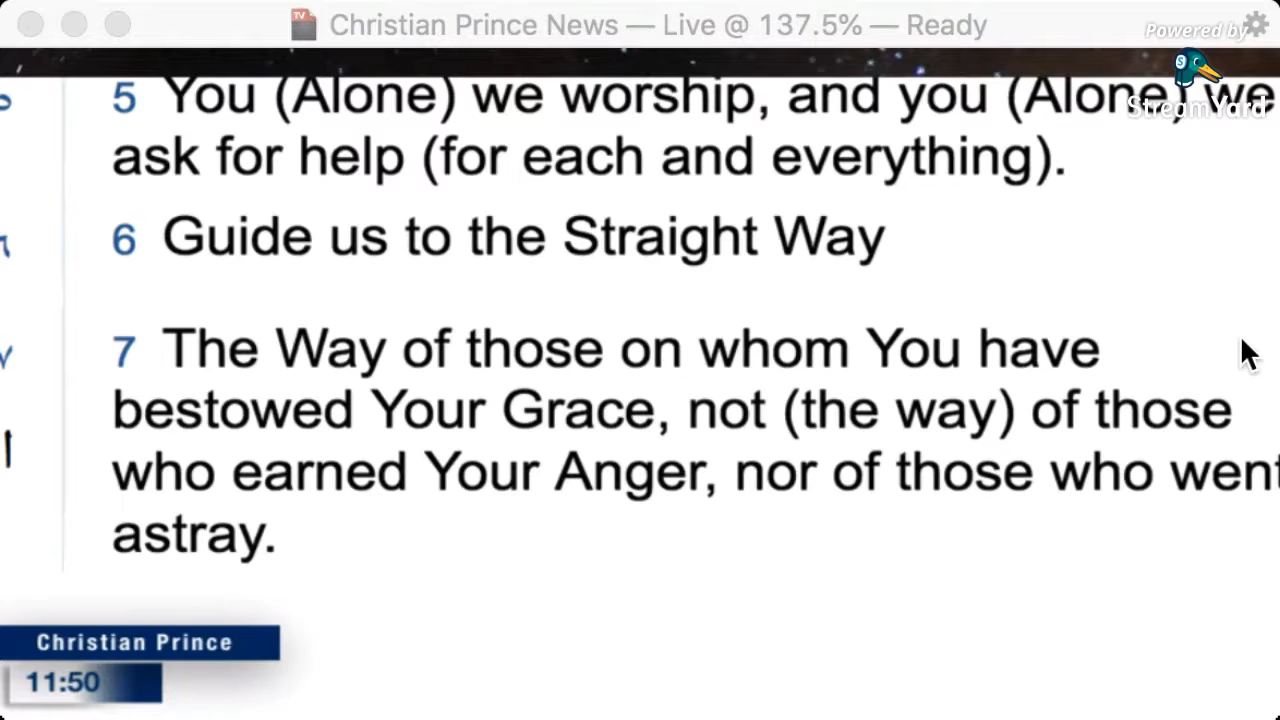 Christian Prince News — Live @ 137.5% — Ready
Powered by
StreamYard
5 You (Alone) we worship, and you (Alone) we
ask for help (for each and everything).
6 Guide us to the Straight Way
7 The Way of those on whom You have
bestowed Your Grace, not (the way) of those
who earned Your Anger, nor of those who went
astray.
Christian Prince
11:50